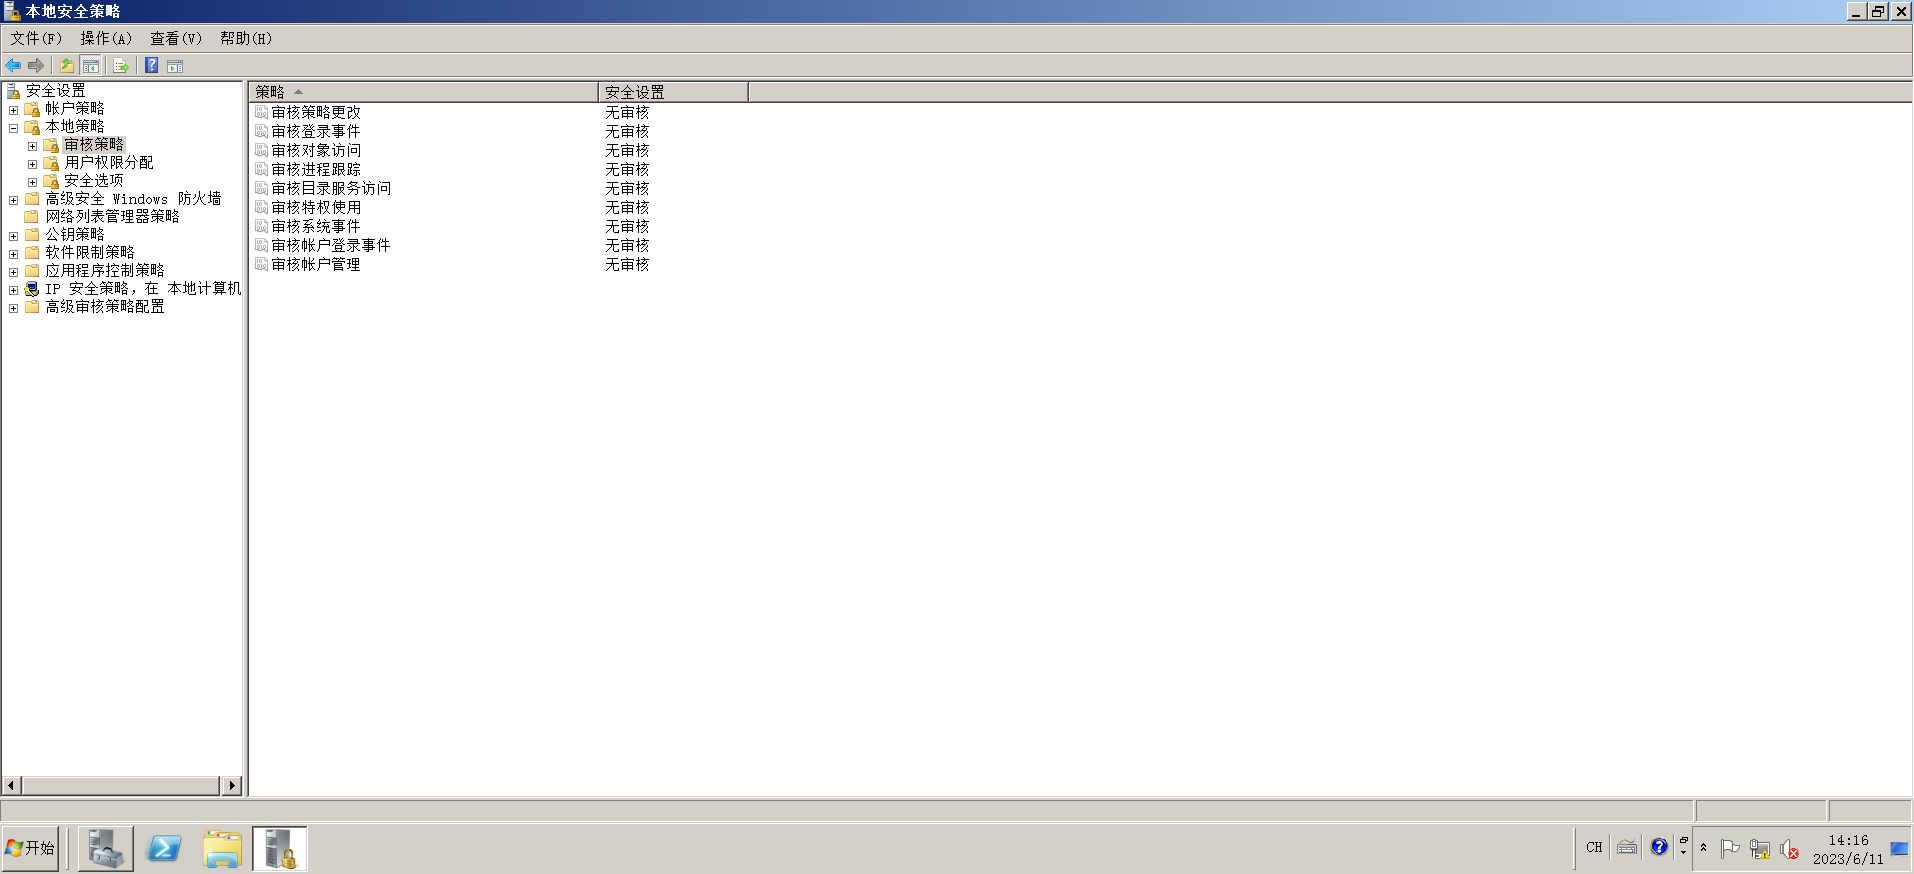 本地安全策略
文件(F) 操作(A) 查看(V) 帮助(H)
安全设置
帐户策略
本地策略
审核策略
用户权限分配
安全选项
高级安全 Windows 防火墙
网络列表管理器策略
公钥策略
软件限制策略
应用程序控制策略
IP 安全策略，在 本地计算机
高级审核策略配置
策略 安全设置
审核策略更改 无审核
审核登录事件 无审核
审核对象访问 无审核
审核进程跟踪 无审核
审核目录服务访问 无审核
审核特权使用 无审核
审核系统事件 无审核
审核帐户登录事件 无审核
审核帐户管理 无审核
开始
CH
14:16
2023/6/11